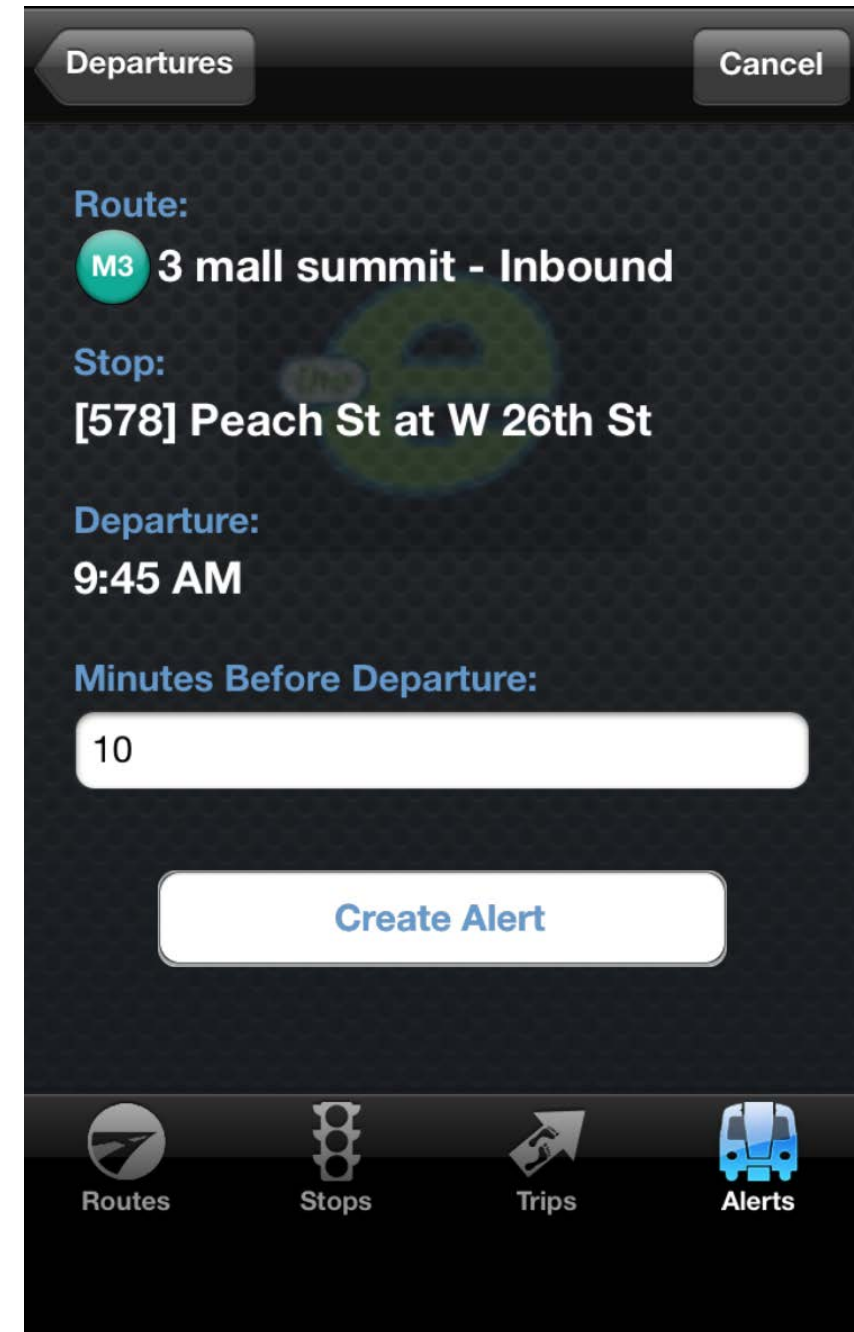 Departures
Cancel
Route:
M3 3 mall summit - Inbound
Stop:
the
e
[578] Peach St at W 26th St
Departure:
9:45 AM
Minutes Before Departure:
10
Create Alert
Routes
Stops
Trips
Alerts